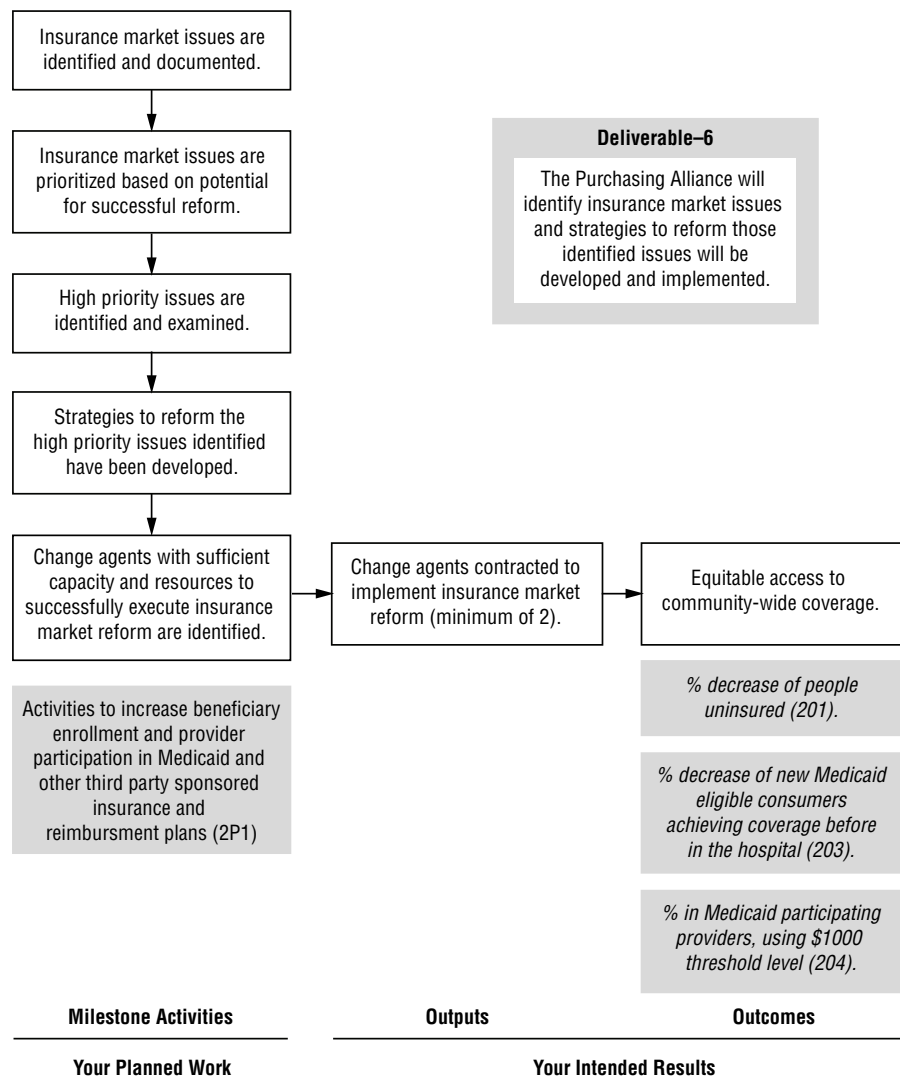 Insurance market issues are
identified and documented.
Insurance market issues are
prioritized based on potential
for successful reform.
High priority issues are
identified and examined.
Strategies to reform the
high priority issues identified
have been developed.
Change agents with sufficient
capacity and resources to
successfully execute insurance
market reform are identified.
Activities to increase beneficiary
enrollment and provider
participation in Medicaid and
other third party sponsored
insurance and
reimbursment plans (2P1)
Deliverable–6
The Purchasing Alliance will
identify insurance market issues
and strategies to reform those
identified issues will be
developed and implemented.
Change agents contracted to
implement insurance market
reform (minimum of 2).
Equitable access to
community-wide coverage.
% decrease of people
uninsured (201).
% decrease of new Medicaid
eligible consumers
achieving coverage before
in the hospital (203).
% in Medicaid participating
providers, using $1000
threshold level (204).
Milestone Activities
Outputs
Outcomes
Your Planned Work
Your Intended Results